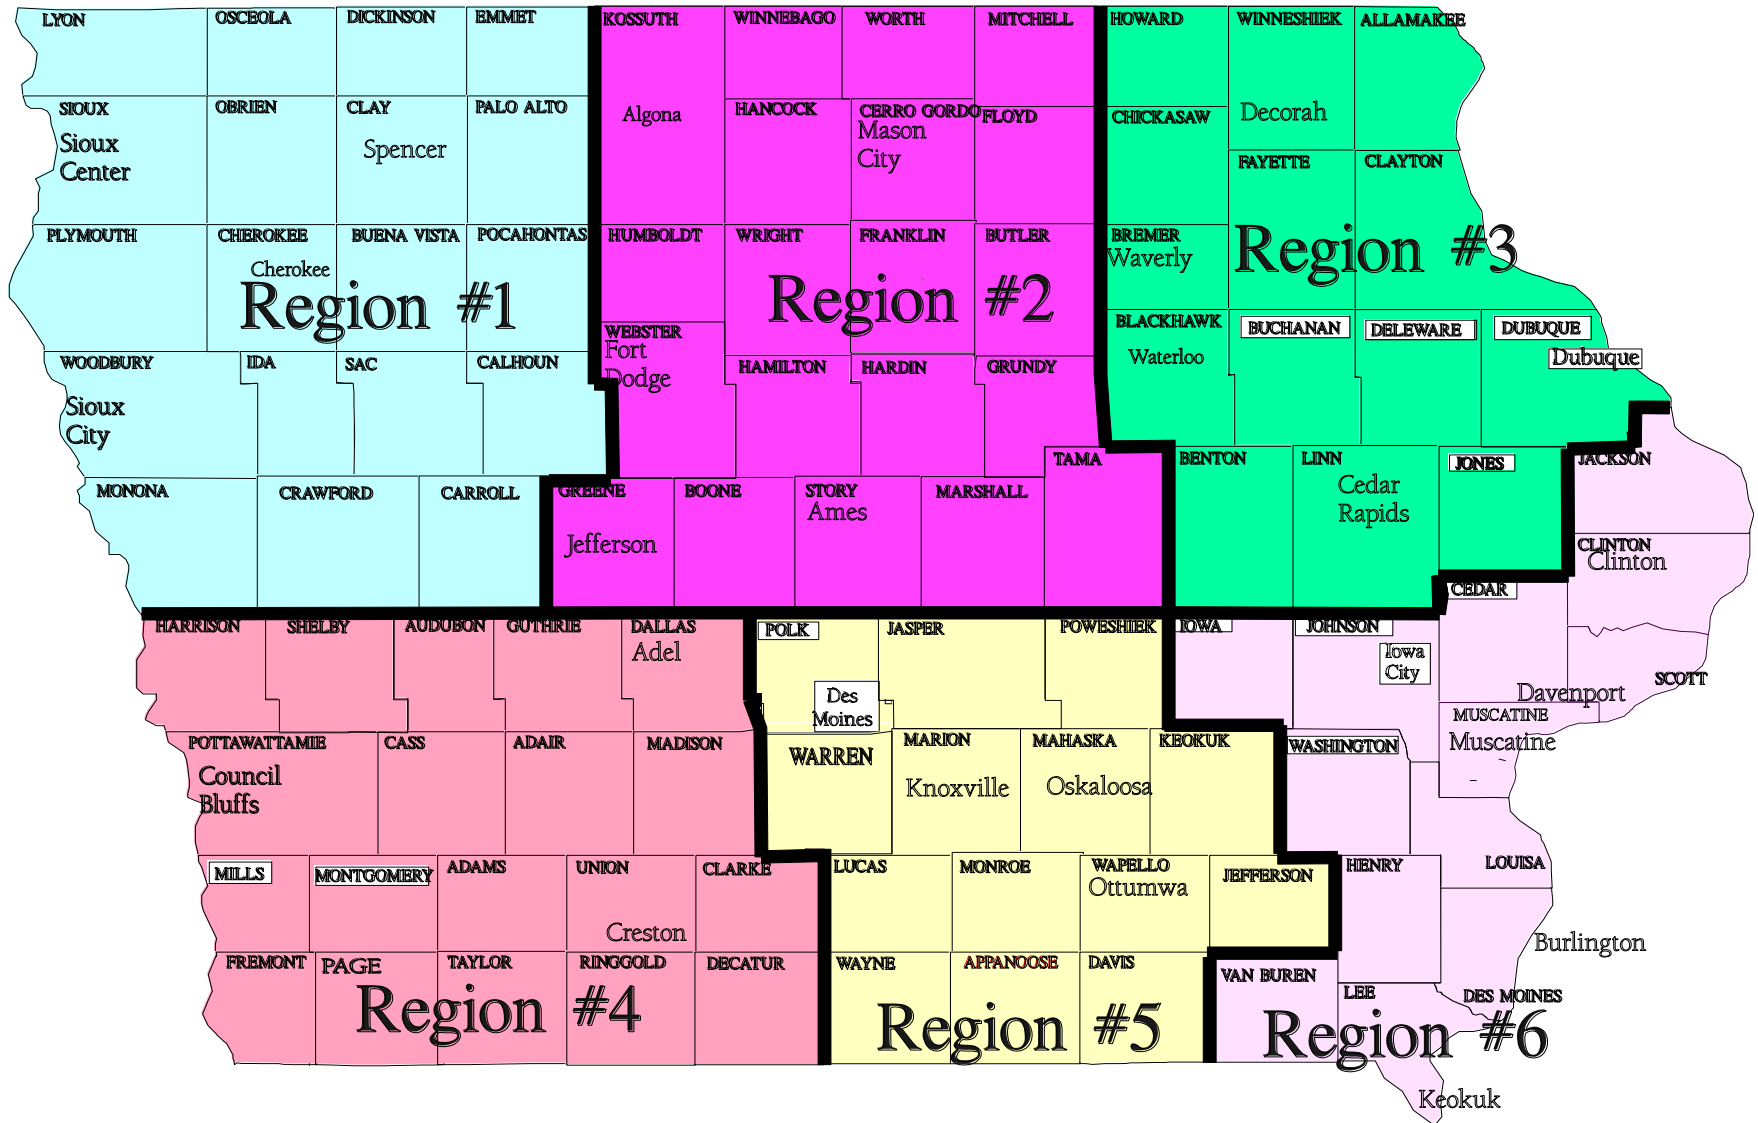 LYON
OSCEOLA
DICKINSON
EMMET
KOSSUTH
WINNEBAGO
WORTH
MITCHELL
HOWARD
WINNESHIEK
ALLAMAKEE
SIOUX
OBRIEN
CLAY
PALO ALTO
Algona
HANCOCK
CERRO GORDO
FLOYD
CHICKASAW
Decorah
Sioux
Center
Spencer
Mason
City
FAYETTE
CLAYTON
PLYMOUTH
CHEROKEE
BUENA VISTA
POCAHONTAS
HUMBOLDT
WRIGHT
FRANKLIN
BUTLER
BREMER
Waverly
Region #3
Cherokee
Region #1
Region #2
WEBSTER
Fort
Dodge
BLACKHAWK
BUCHANAN
DELEWARE
DUBUQUE
Waterloo
Dubuque
WOODBURY
IDA
SAC
CALHOUN
HAMILTON
HARDIN
GRUNDY
Sioux
City
TAMA
BENTON
LINN
JONES
JACKSON
MONONA
CRAWFORD
CARROLL
GREENE
BOONE
STORY
Ames
MARSHALL
Cedar
Rapids
Jefferson
CLINTON
Clinton
CEDAR
HARRISON
SHELBY
AUDUBON
GUTHRIE
DALLAS
Adel
POLK
JASPER
POWESHIEK
IOWA
JOHNSON
Iowa
City
SCOTT
Des
Moines
Davenport
MUSCATINE
Muscatine
POTTAWATTAMIE
CASS
ADAIR
MADISON
WARREN
MARION
MAHASKA
KEOKUK
WASHINGTON
Council
Bluffs
Knoxville
Oskaloosa
MILLS
MONTGOMERY
ADAMS
UNION
CLARKE
LUCAS
MONROE
WAPELLO
Ottumwa
JEFFERSON
HENRY
LOUISA
Creston
Burlington
FREMONT
PAGE
TAYLOR
RINGGOLD
DECATUR
WAYNE
APPANOOSE
DAVIS
VAN BUREN
LEE
DES MOINES
Region #4
Region #5
Region #6
Keokuk